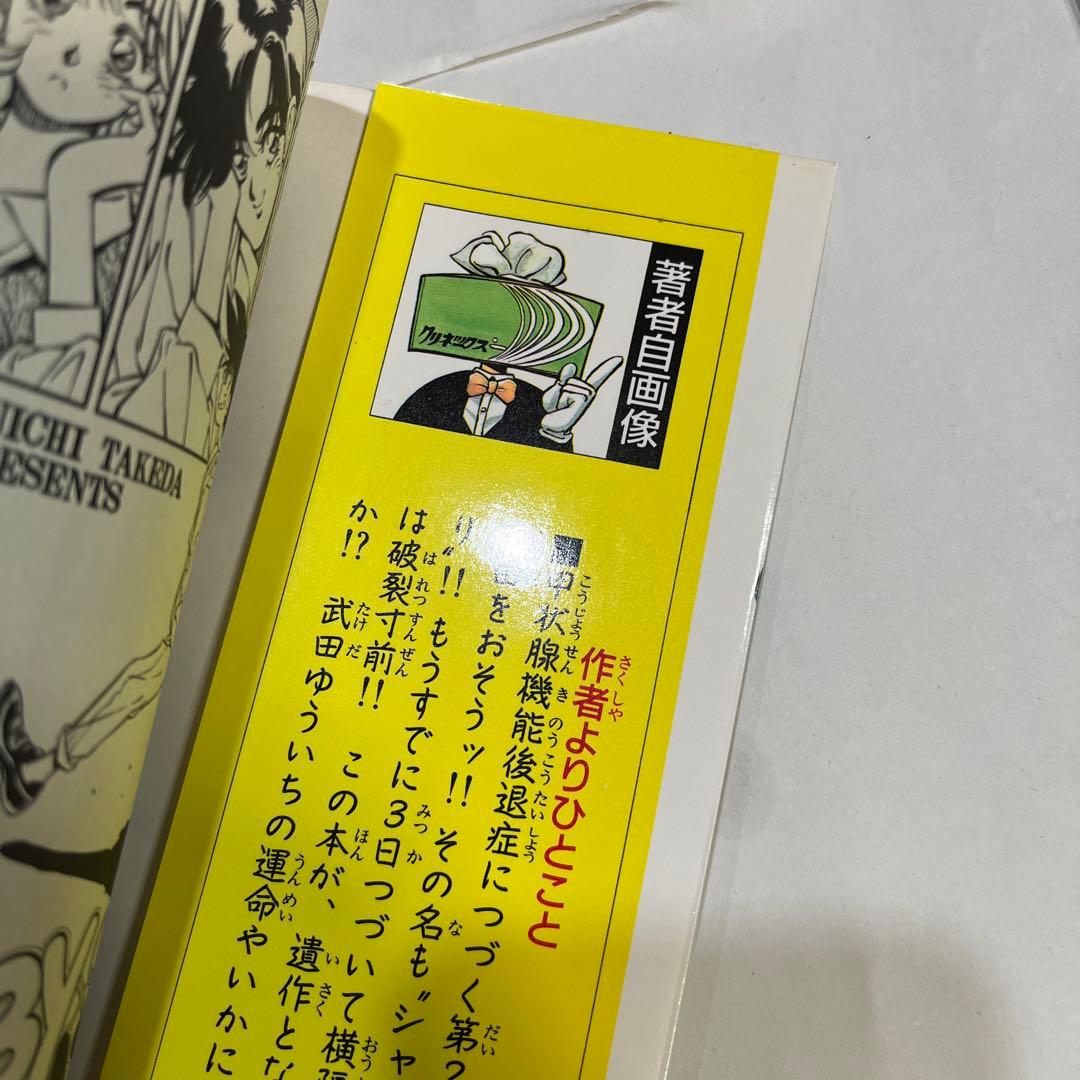 UICHI TAKEDA
ESENTS
著者自画像
クリネックス
作者よりひとこと
■甲状腺機能後退症につづく第2
をおそうッ!! その名も"ジャ
り"!! もうすでに3日つづいて横
は破裂寸前!! この本が、遺作とな
か!? 武田ゆういちの運命やいかに